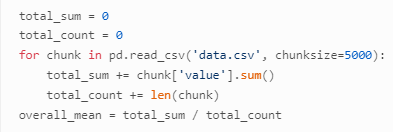 total_sum = 0
total_count = 0
for chunk in pd.read_csv('data.csv', chunksize=5000):
    total_sum += chunk['value'].sum()
    total_count += len(chunk)
overall_mean = total_sum / total_count